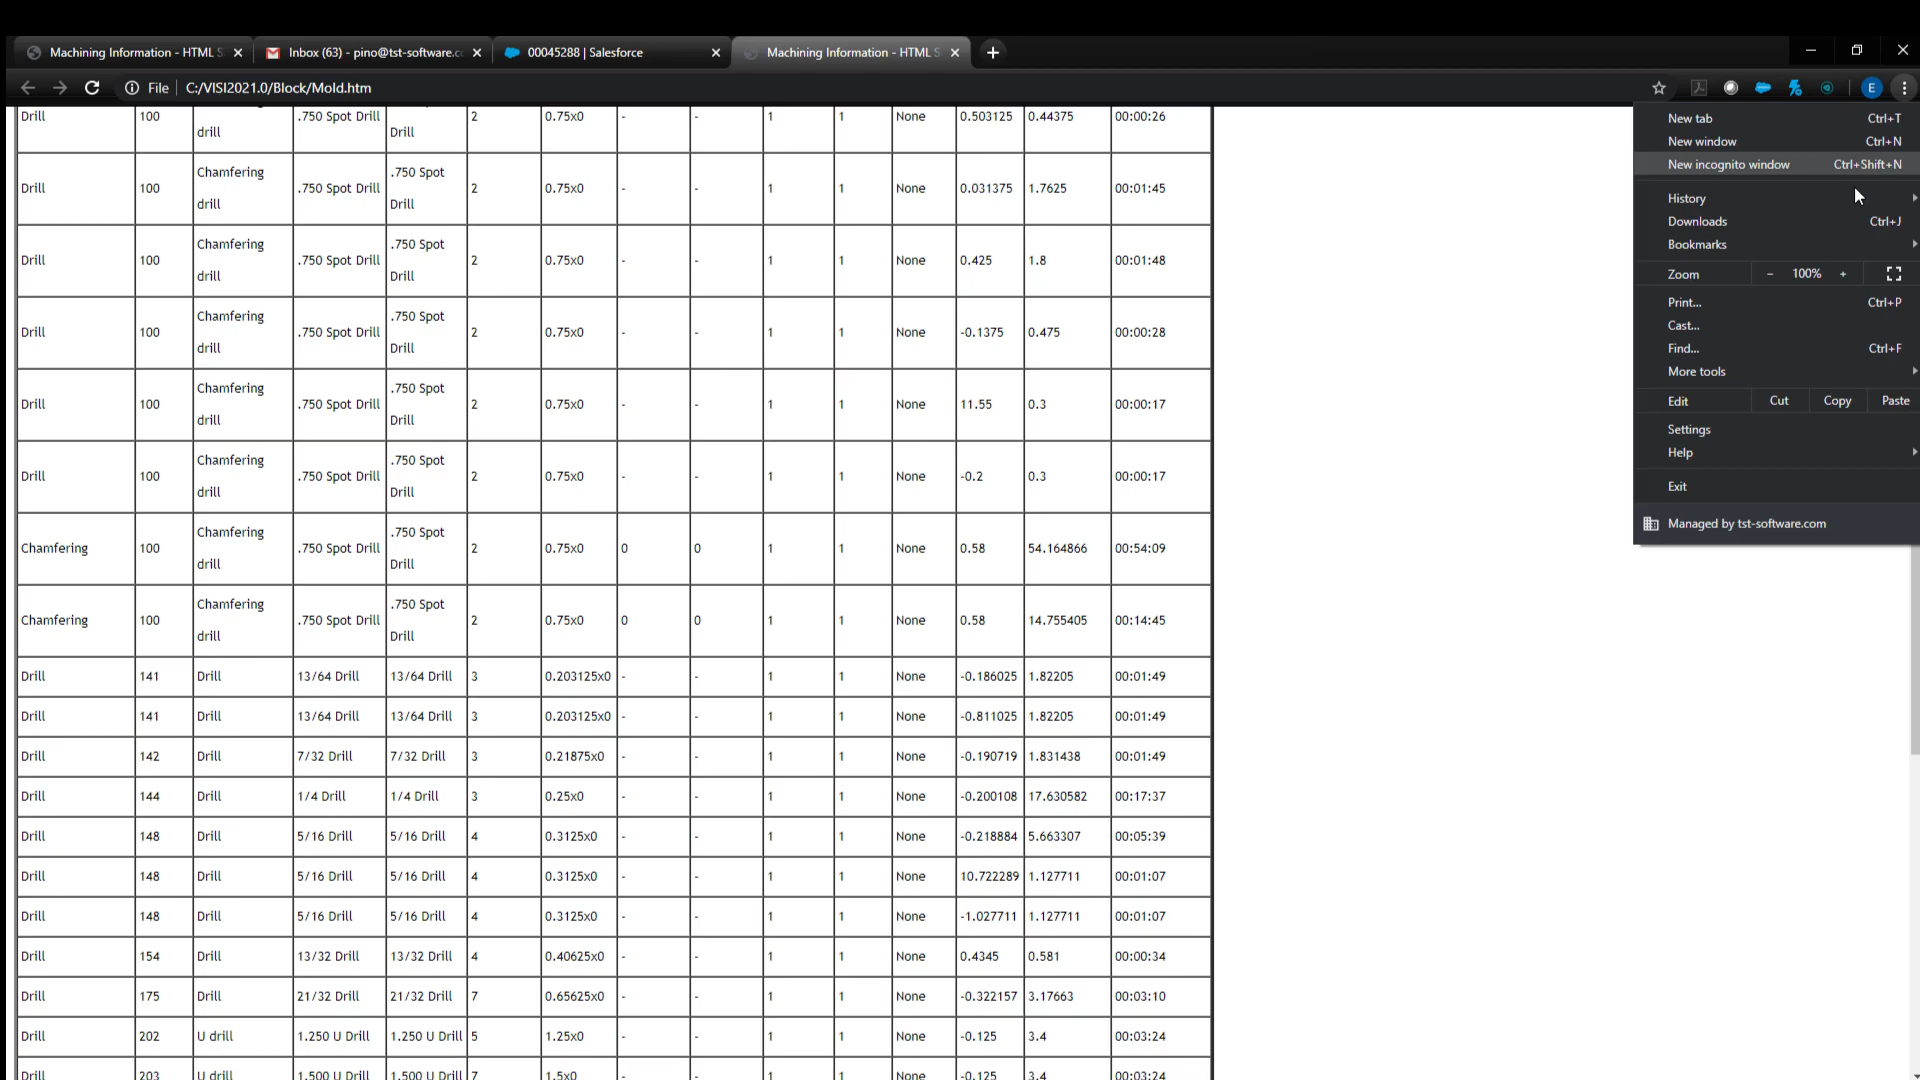 Machining Information - HTML S
Inbox (63) - pino@tst-software.c
00045288 | Salesforce
Machining Information - HTML S
File C:/VISI2021.0/Block/Mold.htm
E
Drill 100 drill .750 Spot Drill Drill 2 0.75x0 - - 1 1 None 0.503125 0.44375 00:00:26
Drill 100 Chamfering drill .750 Spot Drill .750 Spot Drill 2 0.75x0 - - 1 1 None 0.031375 1.7625 00:01:45
Drill 100 Chamfering drill .750 Spot Drill .750 Spot Drill 2 0.75x0 - - 1 1 None 0.425 1.8 00:01:48
Drill 100 Chamfering drill .750 Spot Drill .750 Spot Drill 2 0.75x0 - - 1 1 None -0.1375 0.475 00:00:28
Drill 100 Chamfering drill .750 Spot Drill .750 Spot Drill 2 0.75x0 - - 1 1 None 11.55 0.3 00:00:17
Drill 100 Chamfering drill .750 Spot Drill .750 Spot Drill 2 0.75x0 - - 1 1 None -0.2 0.3 00:00:17
Chamfering 100 Chamfering drill .750 Spot Drill .750 Spot Drill 2 0.75x0 0 0 1 1 None 0.58 54.164866 00:54:09
Chamfering 100 Chamfering drill .750 Spot Drill .750 Spot Drill 2 0.75x0 0 0 1 1 None 0.58 14.755405 00:14:45
Drill 141 Drill 13/64 Drill 13/64 Drill 3 0.203125x0 - - 1 1 None -0.186025 1.82205 00:01:49
Drill 141 Drill 13/64 Drill 13/64 Drill 3 0.203125x0 - - 1 1 None -0.811025 1.82205 00:01:49
Drill 142 Drill 7/32 Drill 7/32 Drill 3 0.21875x0 - - 1 1 None -0.190719 1.831438 00:01:49
Drill 144 Drill 1/4 Drill 1/4 Drill 3 0.25x0 - - 1 1 None -0.200108 17.630582 00:17:37
Drill 148 Drill 5/16 Drill 5/16 Drill 4 0.3125x0 - - 1 1 None -0.218884 5.663307 00:05:39
Drill 148 Drill 5/16 Drill 5/16 Drill 4 0.3125x0 - - 1 1 None 10.722289 1.127711 00:01:07
Drill 148 Drill 5/16 Drill 5/16 Drill 4 0.3125x0 - - 1 1 None -1.027711 1.127711 00:01:07
Drill 154 Drill 13/32 Drill 13/32 Drill 4 0.40625x0 - - 1 1 None 0.4345 0.581 00:00:34
Drill 175 Drill 21/32 Drill 21/32 Drill 7 0.65625x0 - - 1 1 None -0.322157 3.17663 00:03:10
Drill 202 U drill 1.250 U Drill 1.250 U Drill 5 1.25x0 - - 1 1 None -0.125 3.4 00:03:24
Drill 203 U drill 1.500 U Drill 1.500 U Drill 7 1.5x0 - - 1 1 None -0.125 3.4 00:03:24
New tab Ctrl+T
New window Ctrl+N
New incognito window Ctrl+Shift+N
History
Downloads Ctrl+J
Bookmarks
Zoom - 100% +
Print... Ctrl+P
Cast...
Find... Ctrl+F
More tools
Edit Cut Copy Paste
Settings
Help
Exit
Managed by tst-software.com